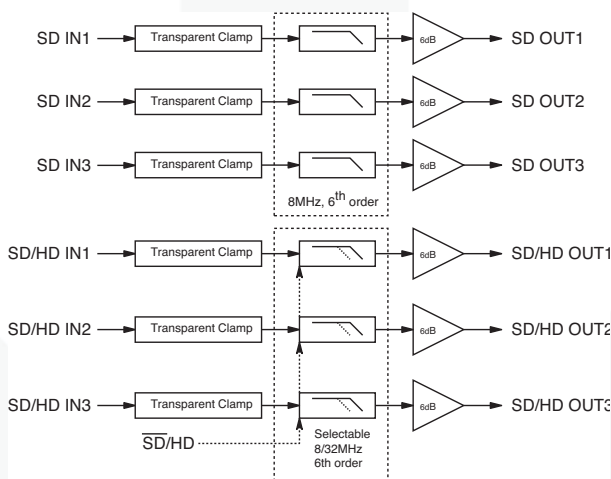 SD IN1 Transparent Clamp 6dB SD OUT1
SD IN2 Transparent Clamp 6dB SD OUT2
SD IN3 Transparent Clamp 6dB SD OUT3
8MHz, 6th order
SD/HD IN1 Transparent Clamp 6dB SD/HD OUT1
SD/HD IN2 Transparent Clamp 6dB SD/HD OUT2
SD/HD IN3 Transparent Clamp 6dB SD/HD OUT3
S̅D̅/HD
Selectable
8/32MHz
6th order